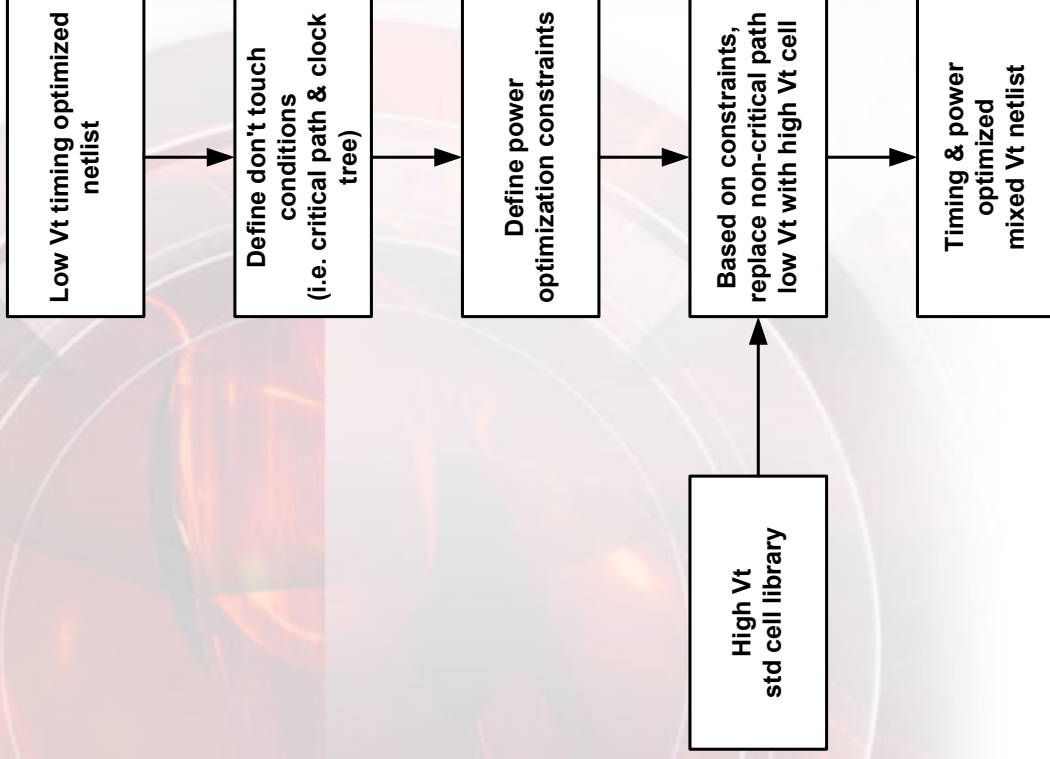 Low Vt timing optimized
netlist
Define don't touch
conditions
(i.e. critical path & clock
tree)
Define power
optimization constraints
Based on constraints,
replace non-critical path
low Vt with high Vt cell
High Vt
std cell library
Timing & power
optimized
mixed Vt netlist